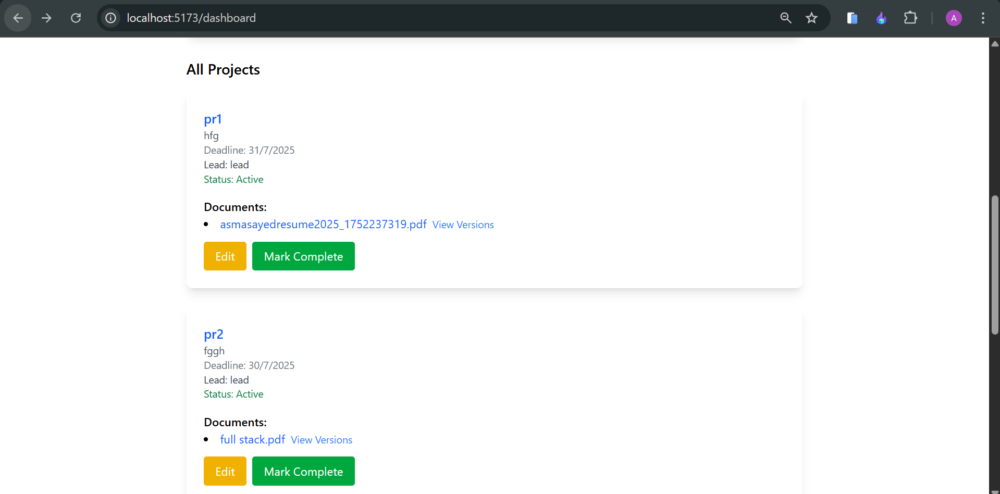 localhost:5173/dashboard
A
All Projects
pr1
hfg
Deadline: 31/7/2025
Lead: lead
Status: Active
Documents:
asmasayedresume2025_1752237319.pdf View Versions
Edit Mark Complete
pr2
fggh
Deadline: 30/7/2025
Lead: lead
Status: Active
Documents:
full stack.pdf View Versions
Edit Mark Complete